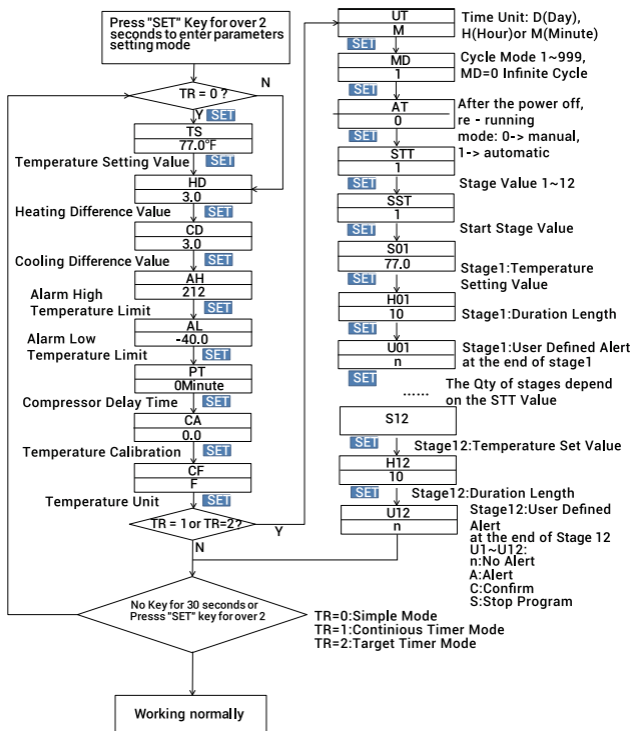 Press "SET" Key for over 2
seconds to enter parameters
setting mode
TR = 0 ?
N
Y
SET
TS
77.0°F
Temperature Setting Value
SET
HD
3.0
Heating Difference Value
SET
CD
3.0
Cooling Difference Value
SET
AH
212
Alarm High
Temperature Limit
SET
AL
-40.0
Alarm Low
Temperature Limit
SET
PT
0Minute
Compressor Delay Time
SET
CA
0.0
Temperature Calibration
SET
CF
F
Temperature Unit
SET
TR = 1 or TR=2?
Y
N
No Key for 30 seconds or
Presss "SET" key for over 2
Working normally
TR=0:Simple Mode
TR=1:Continious Timer Mode
TR=2:Target Timer Mode
UT
M
Time Unit: D(Day),
H(Hour)or M(Minute)
SET
MD
1
Cycle Mode 1~999,
MD=0 Infinite Cycle
SET
AT
0
After the power off,
re - running
mode: 0-> manual,
1-> automatic
SET
STT
1
Stage Value 1~12
SET
SST
1
Start Stage Value
SET
S01
77.0
Stage1:Temperature
Setting Value
SET
H01
10
Stage1:Duration Length
SET
U01
n
Stage1:User Defined Alert
at the end of stage1
SET
......
The Qty of stages depend
on the STT Value
S12
SET
Stage12:Temperature Set Value
H12
10
SET
Stage12:Duration Length
U12
n
Stage12:User Defined
Alert
at the end of Stage 12
U1~U12:
n:No Alert
A:Alert
C:Confirm
S:Stop Program